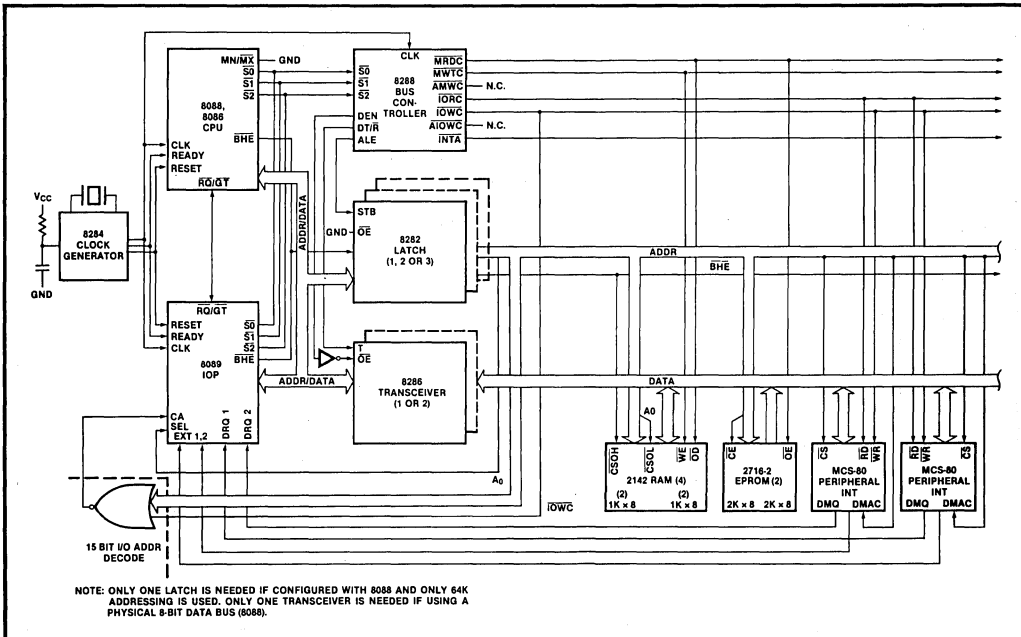 MN/MX
GND
S0
S1
S2
8088,
8086
CPU
BHE
CLK
READY
RESET
RQ/GT
VCC
8284
CLOCK
GENERATOR
GND
RQ/GT
RESET
READY
CLK
S0
S1
S2
BHE
8089
IOP
CA
SEL
EXT 1,2
DRQ 1
DRQ 2
ADDR/DATA
ADDR/DATA
CLK
S0
S1
S2
8288
BUS
CON-
TROLLER
DEN
DT/R
ALE
MRDC
MWTC
AMWC
N.C.
IORC
IOWC
AIOWC
N.C.
INTA
STB
GND
OE
8282
LATCH
(1, 2 OR 3)
ADDR
BHE
T
OE
8286
TRANSCEIVER
(1 OR 2)
DATA
A0
A0
CSOH
CSOL
WE
OD
2142 RAM (4)
(2)
(2)
1K × 8
1K × 8
CE
OE
2716-2
EPROM (2)
2K × 8
2K × 8
CS
RD
WR
MCS-80
PERIPHERAL
INT
DMQ
DMAC
RD
WR
CS
MCS-80
PERIPHERAL
INT
DMQ
DMAC
IOWC
15 BIT I/O ADDR
DECODE
NOTE: ONLY ONE LATCH IS NEEDED IF CONFIGURED WITH 8088 AND ONLY 64K
ADDRESSING IS USED. ONLY ONE TRANSCEIVER IS NEEDED IF USING A
PHYSICAL 8-BIT DATA BUS (8088).